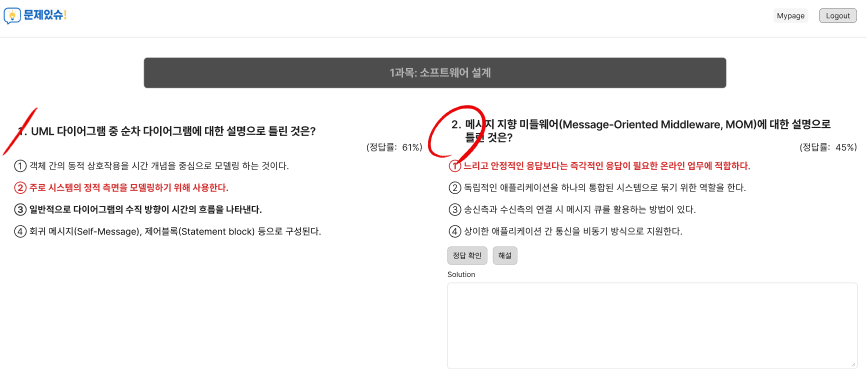 문제있슈!
Mypage
Logout
1과목: 소프트웨어 설계
1. UML 다이어그램 중 순차 다이어그램에 대한 설명으로 틀린 것은?
(정답률: 61%)
① 객체 간의 동적 상호작용을 시간 개념을 중심으로 모델링 하는 것이다.
② 주로 시스템의 정적 측면을 모델링하기 위해 사용한다.
③ 일반적으로 다이어그램의 수직 방향이 시간의 흐름을 나타낸다.
④ 회귀 메시지(Self-Message), 제어블록(Statement block) 등으로 구성된다.
2. 메시지 지향 미들웨어(Message-Oriented Middleware, MOM)에 대한 설명으로
틀린 것은?
(정답률: 45%)
① 느리고 안정적인 응답보다는 즉각적인 응답이 필요한 온라인 업무에 적합하다.
② 독립적인 애플리케이션을 하나의 통합된 시스템으로 묶기 위한 역할을 한다.
③ 송신측과 수신측의 연결 시 메시지 큐를 활용하는 방법이 있다.
④ 상이한 애플리케이션 간 통신을 비동기 방식으로 지원한다.
정답 확인
해설
Solution